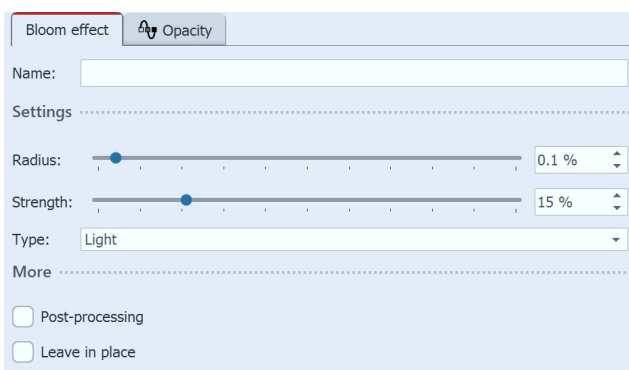 Bloom effect Opacity
Name:
Settings
Radius: 0.1 %
Strength: 15 %
Type: Light
More
Post-processing
Leave in place